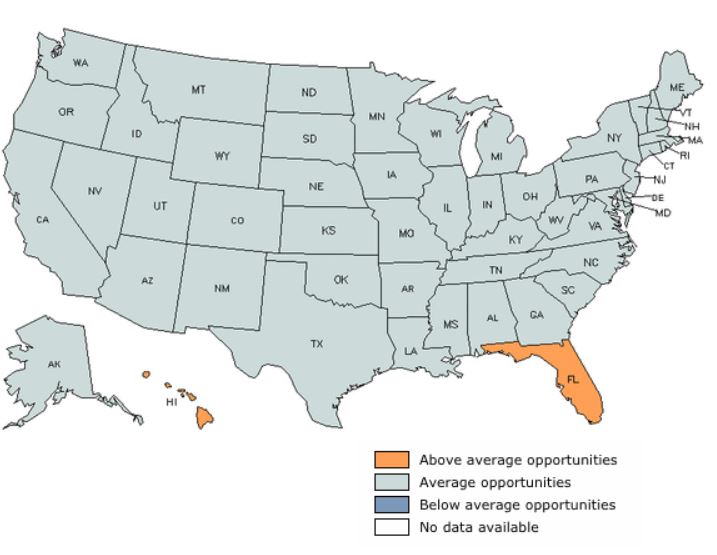 WA
MT
ND
MN
ME
OR
ID
SD
WI
MI
NY
VT
NH
MA
RI
CT
WY
IA
PA
NJ
NV
UT
CO
NE
IL
IN
OH
DE
MD
CA
KS
MO
KY
WV
VA
AZ
NM
OK
AR
TN
NC
SC
TX
LA
MS
AL
GA
AK
HI
FL
Above average opportunities
Average opportunities
Below average opportunities
No data available